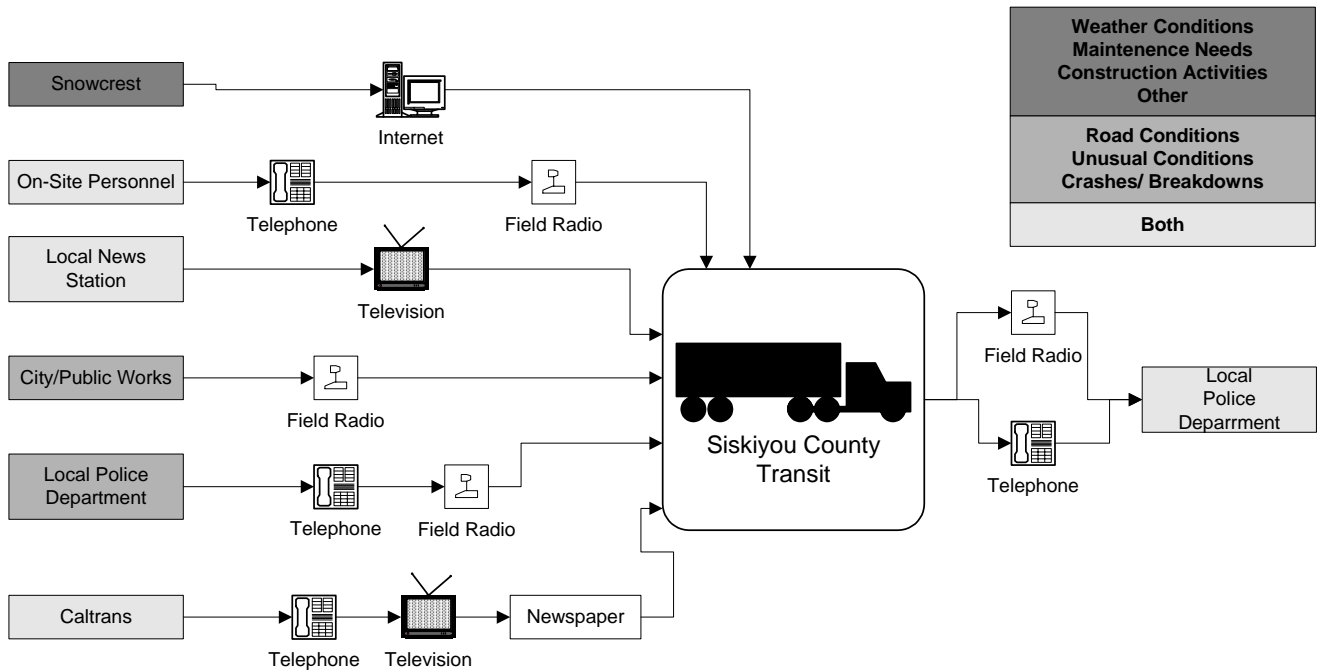 Weather Conditions
Maintenence Needs
Construction Activities
Other
Road Conditions
Unusual Conditions
Crashes/ Breakdowns
Both
Snowcrest
Internet
On-Site Personnel
Telephone
Field Radio
Local News
Station
Television
City/Public Works
Field Radio
Local Police
Department
Telephone
Field Radio
Caltrans
Telephone
Television
Newspaper
Siskiyou County
Transit
Field Radio
Telephone
Local
Police
Deparrment